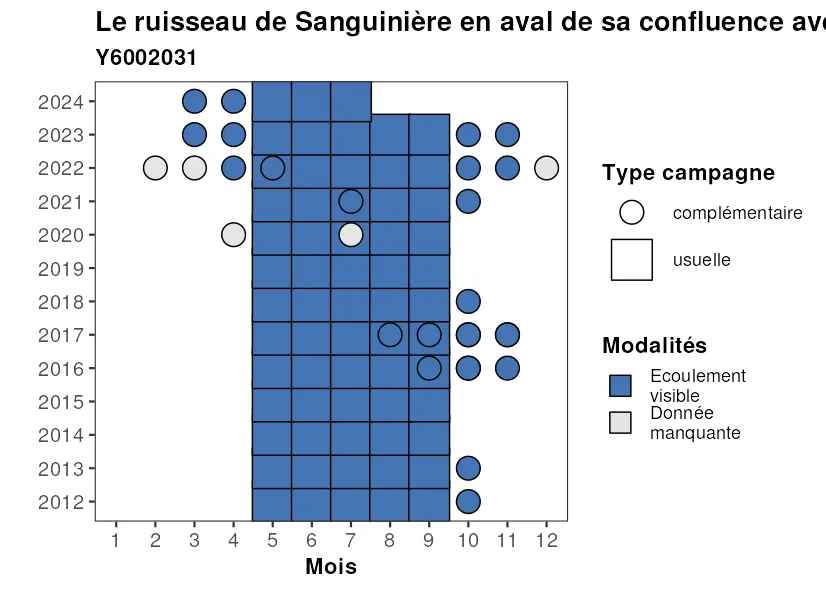 Le ruisseau de Sanguinière en aval de sa confluence ave
Y6002031
2024
2023
2022
2021
2020
2019
2018
2017
2016
2015
2014
2013
2012
1 2 3 4 5 6 7 8 9 10 11 12
Mois
Type campagne
complémentaire
usuelle
Modalités
Ecoulement
visible
Donnée
manquante